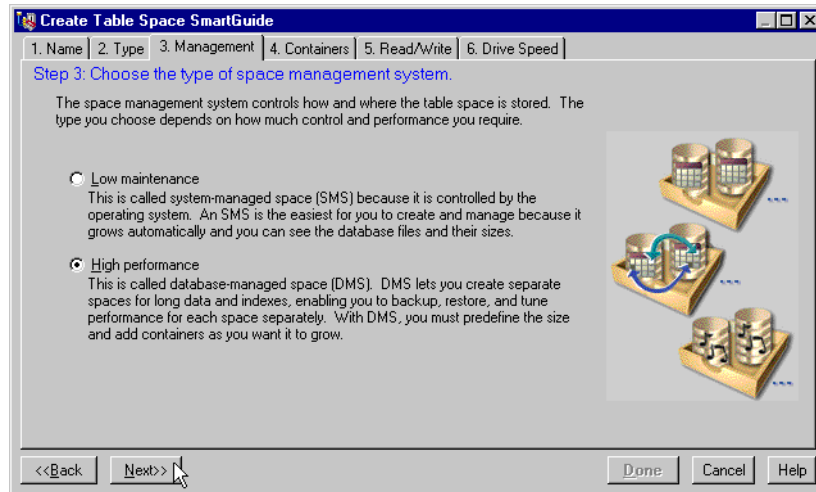 Create Table Space SmartGuide
1. Name 2. Type 3. Management 4. Containers 5. Read/Write 6. Drive Speed
Step 3: Choose the type of space management system.
The space management system controls how and where the table space is stored. The
type you choose depends on how much control and performance you require.
Low maintenance
This is called system-managed space (SMS) because it is controlled by the
operating system. An SMS is the easiest for you to create and manage because it
grows automatically and you can see the database files and their sizes.
High performance
This is called database-managed space (DMS). DMS lets you create separate
spaces for long data and indexes, enabling you to backup, restore, and tune
performance for each space separately. With DMS, you must predefine the size
and add containers as you want it to grow.
<<Back Next>> Done Cancel Help